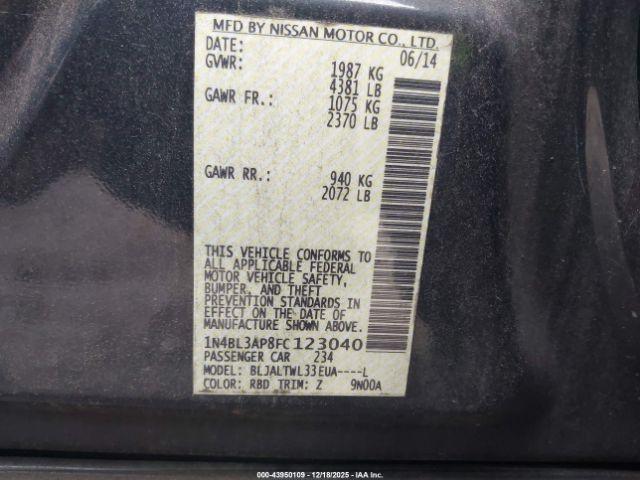 MFD BY NISSAN MOTOR CO., LTD.
DATE: 06/14
GVWR: 1987 KG
4381 LB
GAWR FR.: 1075 KG
2370 LB
GAWR RR.: 940 KG
2072 LB
THIS VEHICLE CONFORMS TO
ALL APPLICABLE FEDERAL
MOTOR VEHICLE SAFETY,
BUMPER, AND THEFT
PREVENTION STANDARDS IN
EFFECT ON THE DATE OF
MANUFACTURE SHOWN ABOVE.
1N4BL3AP8FC123040
PASSENGER CAR 234
MODEL: BLJALTWL33EUA----L
COLOR: RBD TRIM: Z 9N00A
000-43950109 — 12/18/2025 — IAA Inc.